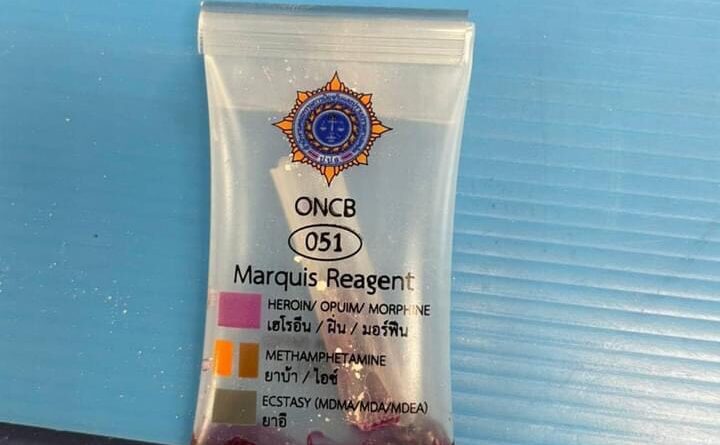 ONCB
051
Marquis Reagent
HEROIN/ OPUIM/ MORPHINE
เฮโรอีน / ฝิ่น / มอร์ฟีน
METHAMPHETAMINE
ยาบ้า / ไอซ์
ECSTASY (MDMA/MDA/MDEA)
ยาอี